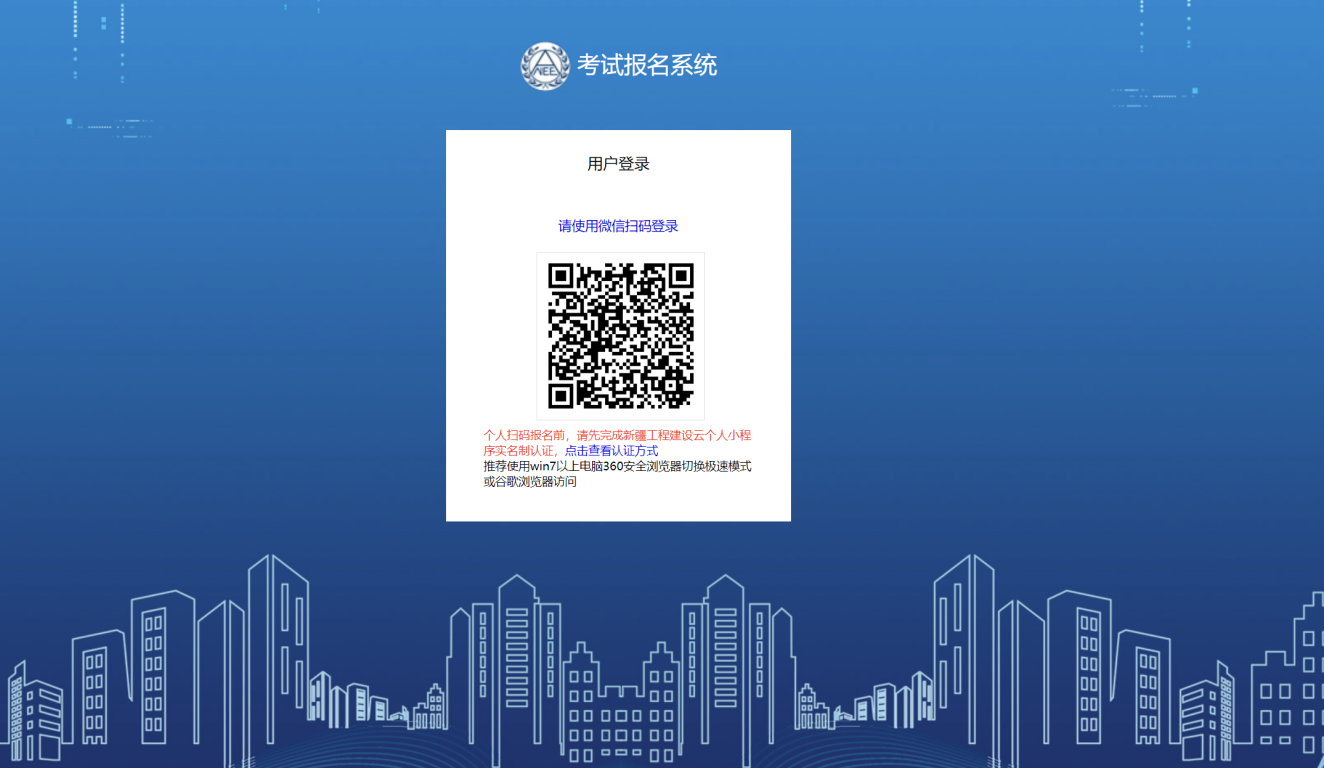 NEE
考试报名系统
用户登录
请使用微信扫码登录
个人扫码报名前，请先完成新疆工程建设云个人小程
序实名制认证，点击查看认证方式
推荐使用win7以上电脑360安全浏览器切换极速模式
或谷歌浏览器访问